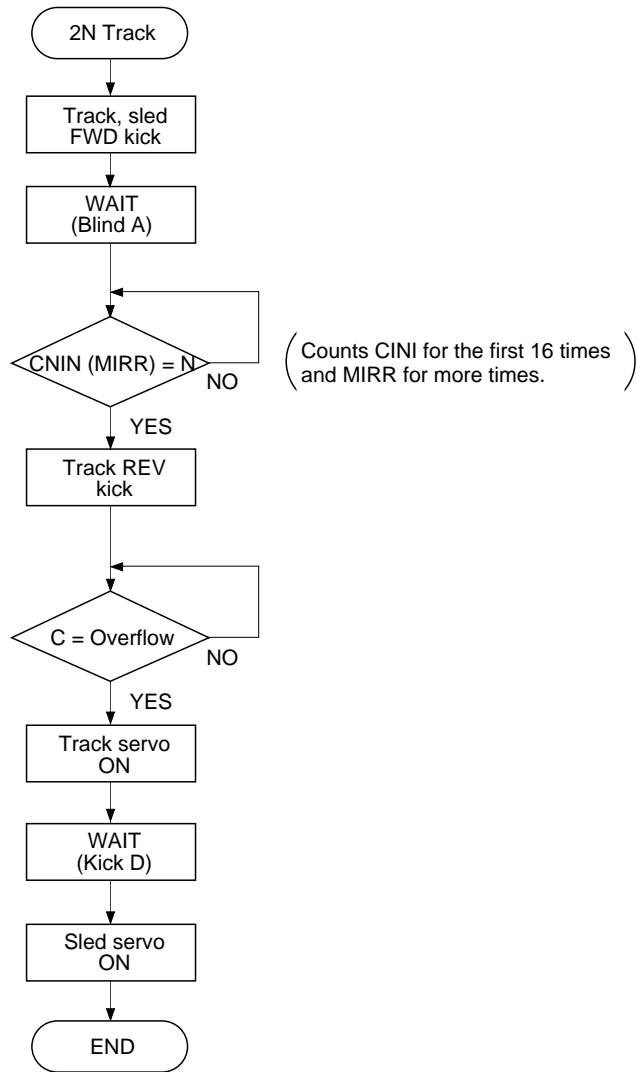 2N Track
Track, sled
FWD kick
WAIT
(Blind A)
CNIN (MIRR) = N
NO
(Counts CINI for the first 16 times
and MIRR for more times.)
YES
Track REV
kick
C = Overflow
NO
YES
Track servo
ON
WAIT
(Kick D)
Sled servo
ON
END